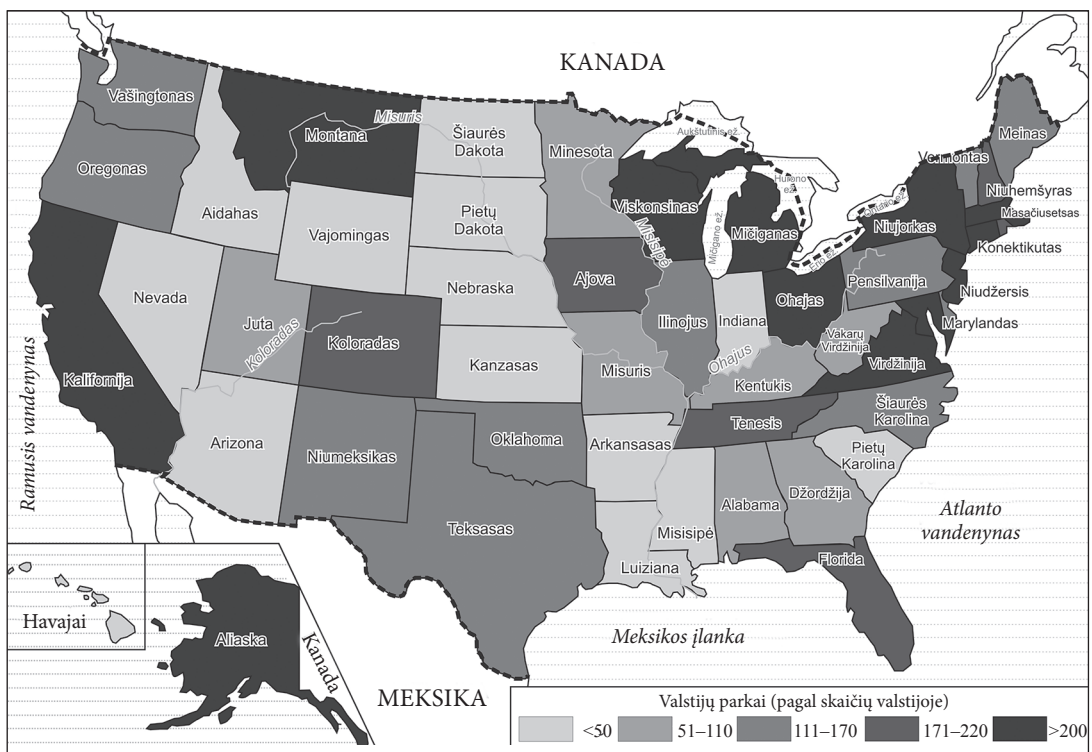 KANADA
Vašingtonas
Oregonas
Montana
Misuris
Aidahas
Šiaurės
Dakota
Pietų
Dakota
Minesota
Aukštutinis ež.
Hurono
ež.
Mičigano ež.
Ontario ež.
Erio ež.
Viskonsinas
Mičiganas
Misisipė
Meinas
Vermontas
Niuhemšyras
Masačiusetsas
Niujorkas
Konektikutas
Vajomingas
Nebraska
Ajova
Nevada
Juta
Koloradas
Koloradas
Kanzasas
Ilinojus
Indiana
Ohajas
Ohajus
Pensilvanija
Niudžersis
Marylandas
Vakarų
Virdžinija
Virdžinija
Kalifornija
Misuris
Kentukis
Tenesis
Šiaurės
Karolina
Pietų
Karolina
Arizona
Niumeksikas
Oklahoma
Arkansasas
Teksasas
Misisipė
Alabama
Džordžija
Luiziana
Florida
Ramusis vandenynas
Atlanto
vandenynas
Meksikos įlanka
Havajai
Aliaska
Kanada
MEKSIKA
Valstijų parkai (pagal skaičių valstijoje)
<50
51–110
111–170
171–220
>200